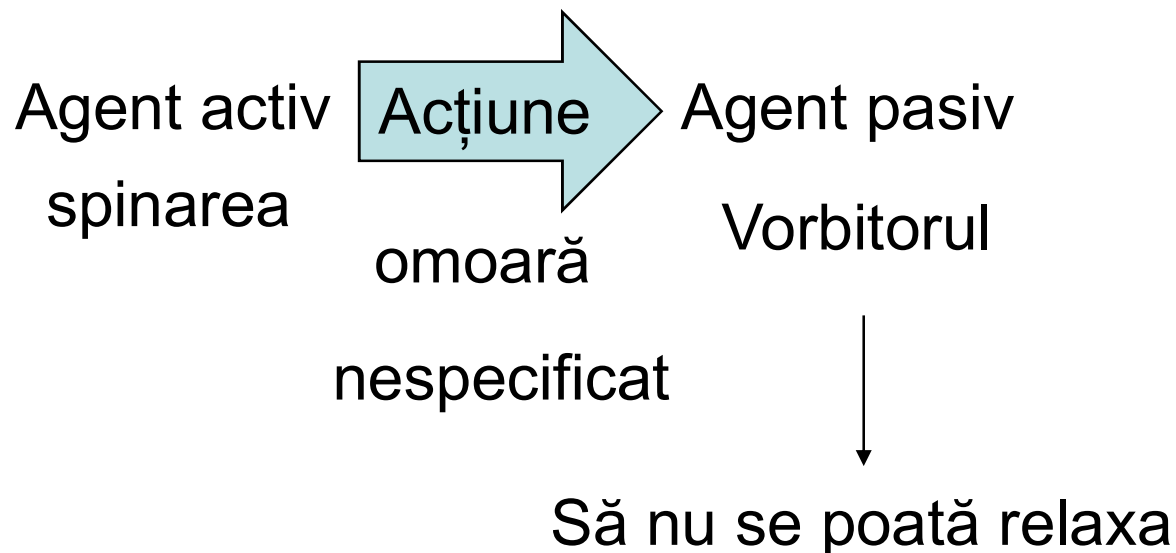 Agent activ Acțiune Agent pasiv
spinarea Vorbitorul
omoară
nespecificat
Să nu se poată relaxa